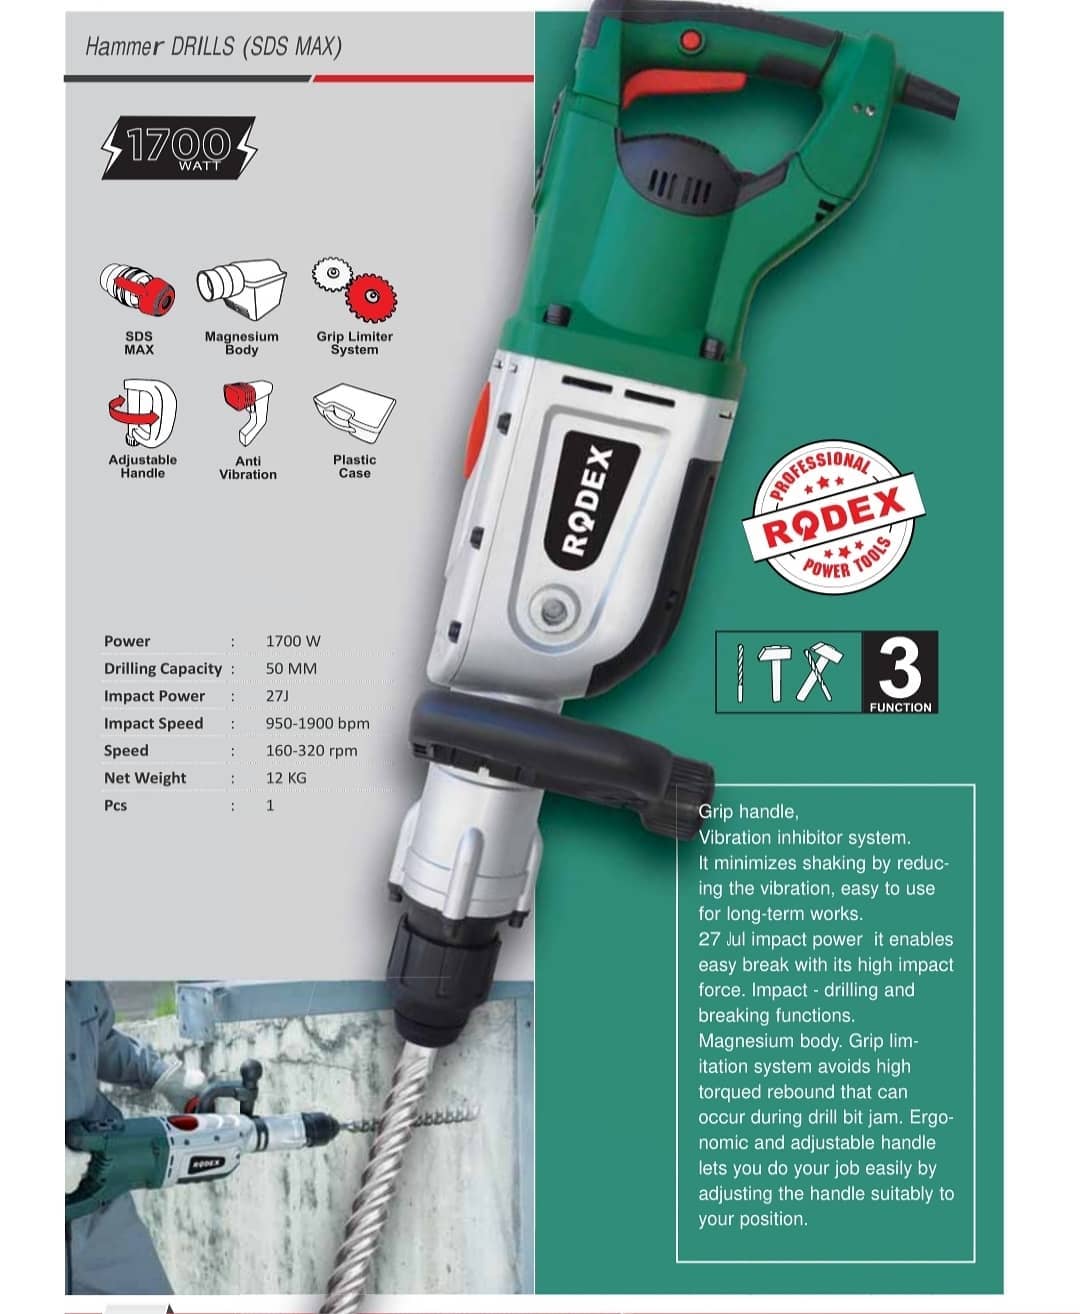 Hammer DRILLS (SDS MAX)
1700
WATT
SDS
MAX
Magnesium
Body
Grip Limiter
System
Adjustable
Handle
Anti
Vibration
Plastic
Case
RODEX
PROFESSIONAL
RODEX
POWER TOOLS
3
FUNCTION
Power : 1700 W
Drilling Capacity : 50 MM
Impact Power : 27J
Impact Speed : 950-1900 bpm
Speed : 160-320 rpm
Net Weight : 12 KG
Pcs : 1
Grip handle,
Vibration inhibitor system.
It minimizes shaking by reduc-
ing the vibration, easy to use
for long-term works.
27 Jul impact power it enables
easy break with its high impact
force. Impact - drilling and
breaking functions.
Magnesium body. Grip lim-
itation system avoids high
torqued rebound that can
occur during drill bit jam. Ergo-
nomic and adjustable handle
lets you do your job easily by
adjusting the handle suitably to
your position.
RODEX